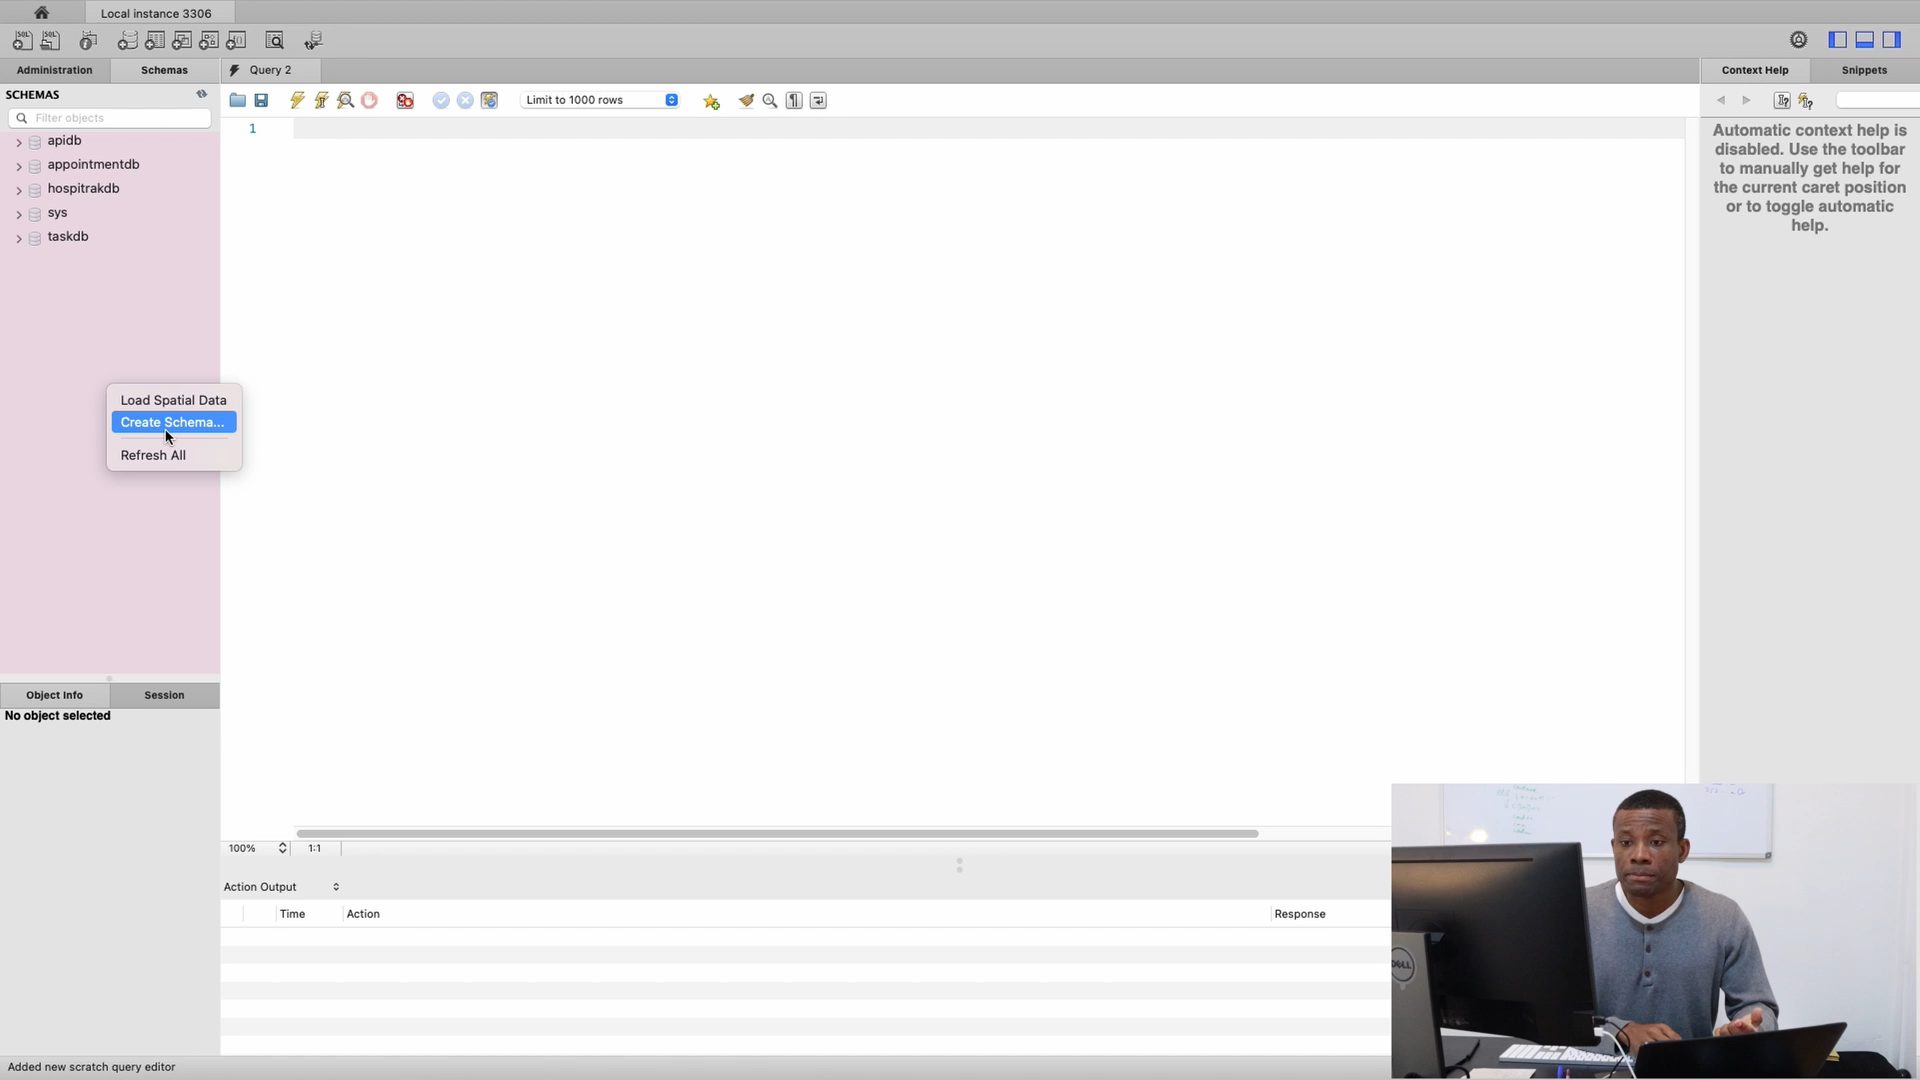 Local instance 3306
Administration
Schemas
Query 2
Context Help
Snippets
SCHEMAS
Filter objects
Limit to 1000 rows
1
apidb
appointmentdb
hospitrakdb
sys
taskdb
Automatic context help is
disabled. Use the toolbar
to manually get help for
the current caret position
or to toggle automatic
help.
Load Spatial Data
Create Schema...
Refresh All
Object Info
Session
No object selected
100%
1:1
Action Output
Time
Action
Response
DELL
Added new scratch query editor